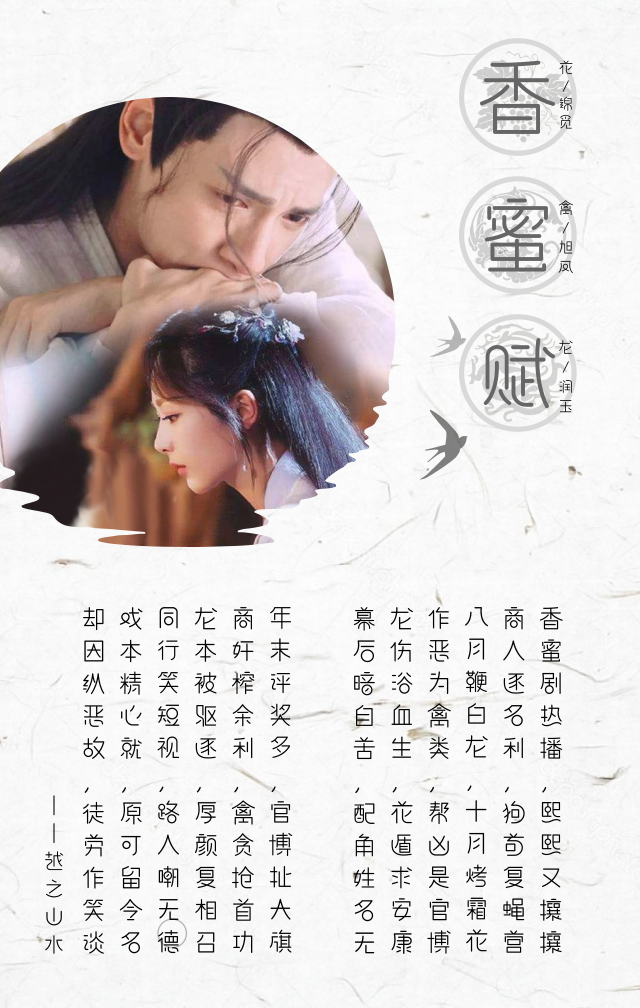 香蜜赋
花/锦觅
禽/旭凤
龙/润玉
香蜜剧热播，熙熙又攘攘
商人逐名利，狗苟复蝇营
八月鞭白龙，十月烤霜花
作恶为禽类，帮凶是官博
龙伤浴血生，花遁求安康
幕后暗自苦，配角姓名无
年末评奖多，官博扯大旗
商奸榨余利，禽贪抢首功
龙本被驱逐，厚颜复相召
同行笑短视，路人嘲无德
戏本精心就，原可留今名
却因纵恶故，徒劳作笑谈
——越之山水